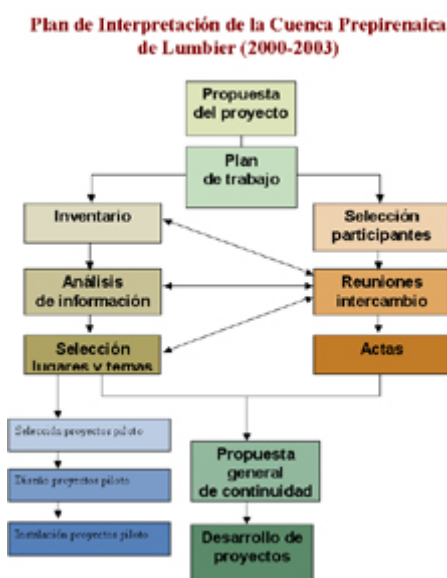 Plan de Interpretación de la Cuenca Prepirenaica
de Lumbier (2000-2003)
Propuesta
del proyecto
Plan
de trabajo
Inventario
Selección
participantes
Análisis
de información
Reuniones
intercambio
Selección
lugares y temas
Actas
Selección proyectos piloto
Propuesta
general
de continuidad
Diseño proyectos piloto
Instalación proyectos piloto
Desarrollo de
proyectos